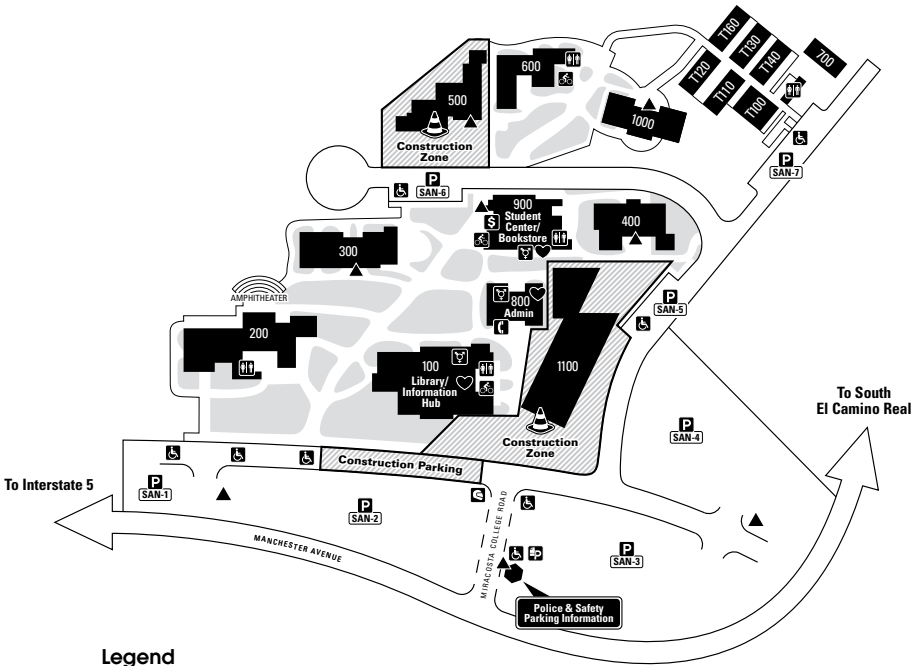 T160
T130
T140
700
T120
T110
T100
600
500
1000
Construction
Zone
P
SAN-7
P
SAN-6
900
Student
Center/
Bookstore
$
400
300
AMPHITHEATER
800
Admin
P
SAN-5
200
100
Library/
Information
Hub
1100
To South
El Camino Real
P
SAN-4
Construction
Zone
Construction Parking
To Interstate 5
P
SAN-1
P
SAN-2
MANCHESTER AVENUE
MIRACOSTA COLLEGE ROAD
P
P
SAN-3
Police & Safety
Parking Information
Legend